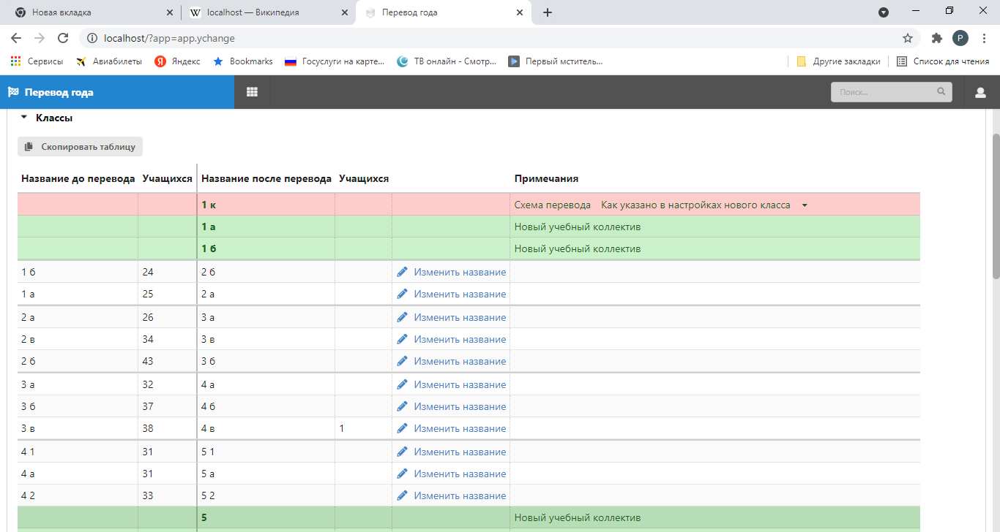 Новая вкладка
localhost — Википедия
Перевод года
localhost/?app=app.ychange
P
Сервисы Авиабилеты Я Яндекс Bookmarks Госуслуги на карте... ТВ онлайн - Смотр... Первый мститель... Другие закладки Список для чтения
Перевод года Поиск...
Классы
Скопировать таблицу
Название до перевода Учащихся Название после перевода Учащихся Примечания
1 к Схема перевода Как указано в настройках нового класса
1 а Новый учебный коллектив
1 б Новый учебный коллектив
1 б 24 2 б Изменить название
1 а 25 2 а Изменить название
2 а 26 3 а Изменить название
2 в 34 3 в Изменить название
2 б 43 3 б Изменить название
3 а 32 4 а Изменить название
3 б 37 4 б Изменить название
3 в 38 4 в 1 Изменить название
4 1 31 5 1 Изменить название
4 а 31 5 а Изменить название
4 2 33 5 2 Изменить название
5 Новый учебный коллектив